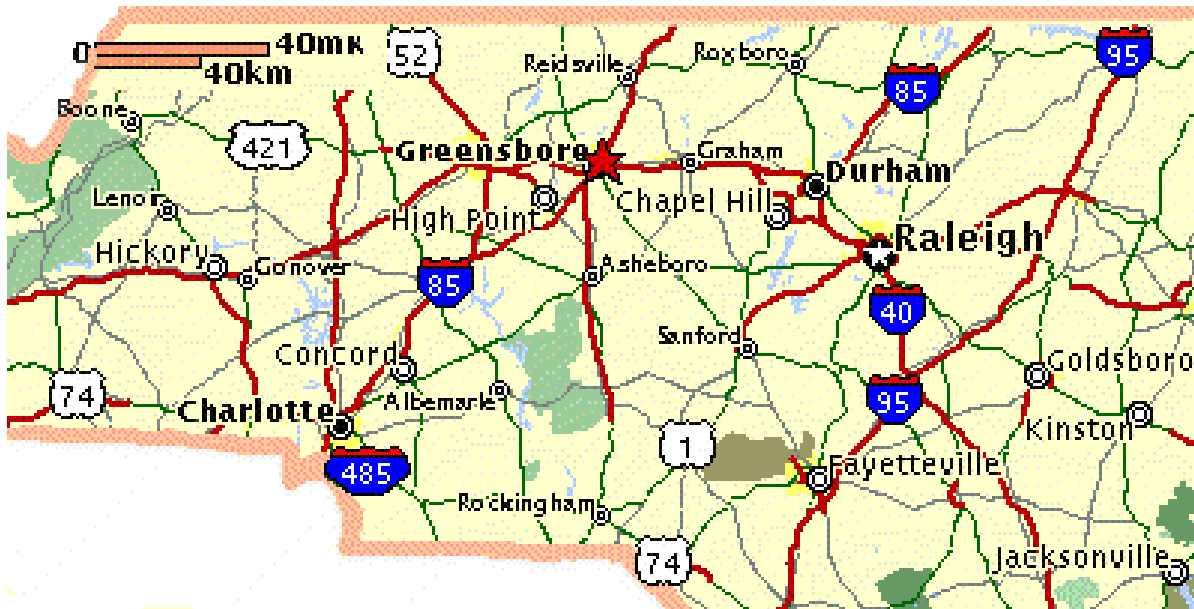 0 40mi
40km
52
Reidsville
Roxboro
85
95
Boone
421
Greensboro
Graham
Durham
Lenoir
High Point
Chapel Hill
Raleigh
Hickory
Conover
85
Asheboro
40
Sanford
Concord
Goldsboro
74
Albemarle
95
Charlotte
Kinston
1
485
Fayetteville
Rockingham
74
Jacksonville